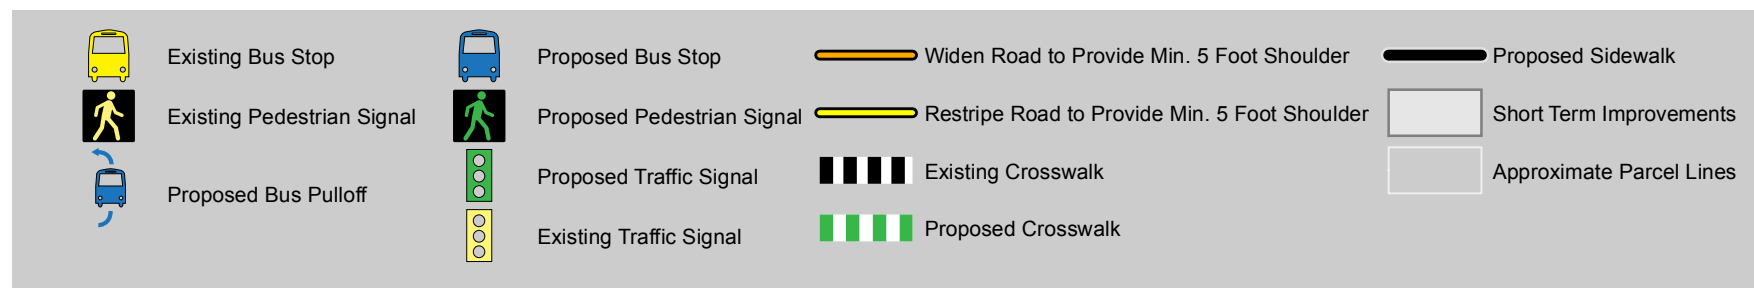 Existing Bus Stop
Existing Pedestrian Signal
Proposed Bus Pulloff
Proposed Bus Stop
Proposed Pedestrian Signal
Proposed Traffic Signal
Existing Traffic Signal
Widen Road to Provide Min. 5 Foot Shoulder
Restripe Road to Provide Min. 5 Foot Shoulder
Existing Crosswalk
Proposed Crosswalk
Proposed Sidewalk
Short Term Improvements
Approximate Parcel Lines